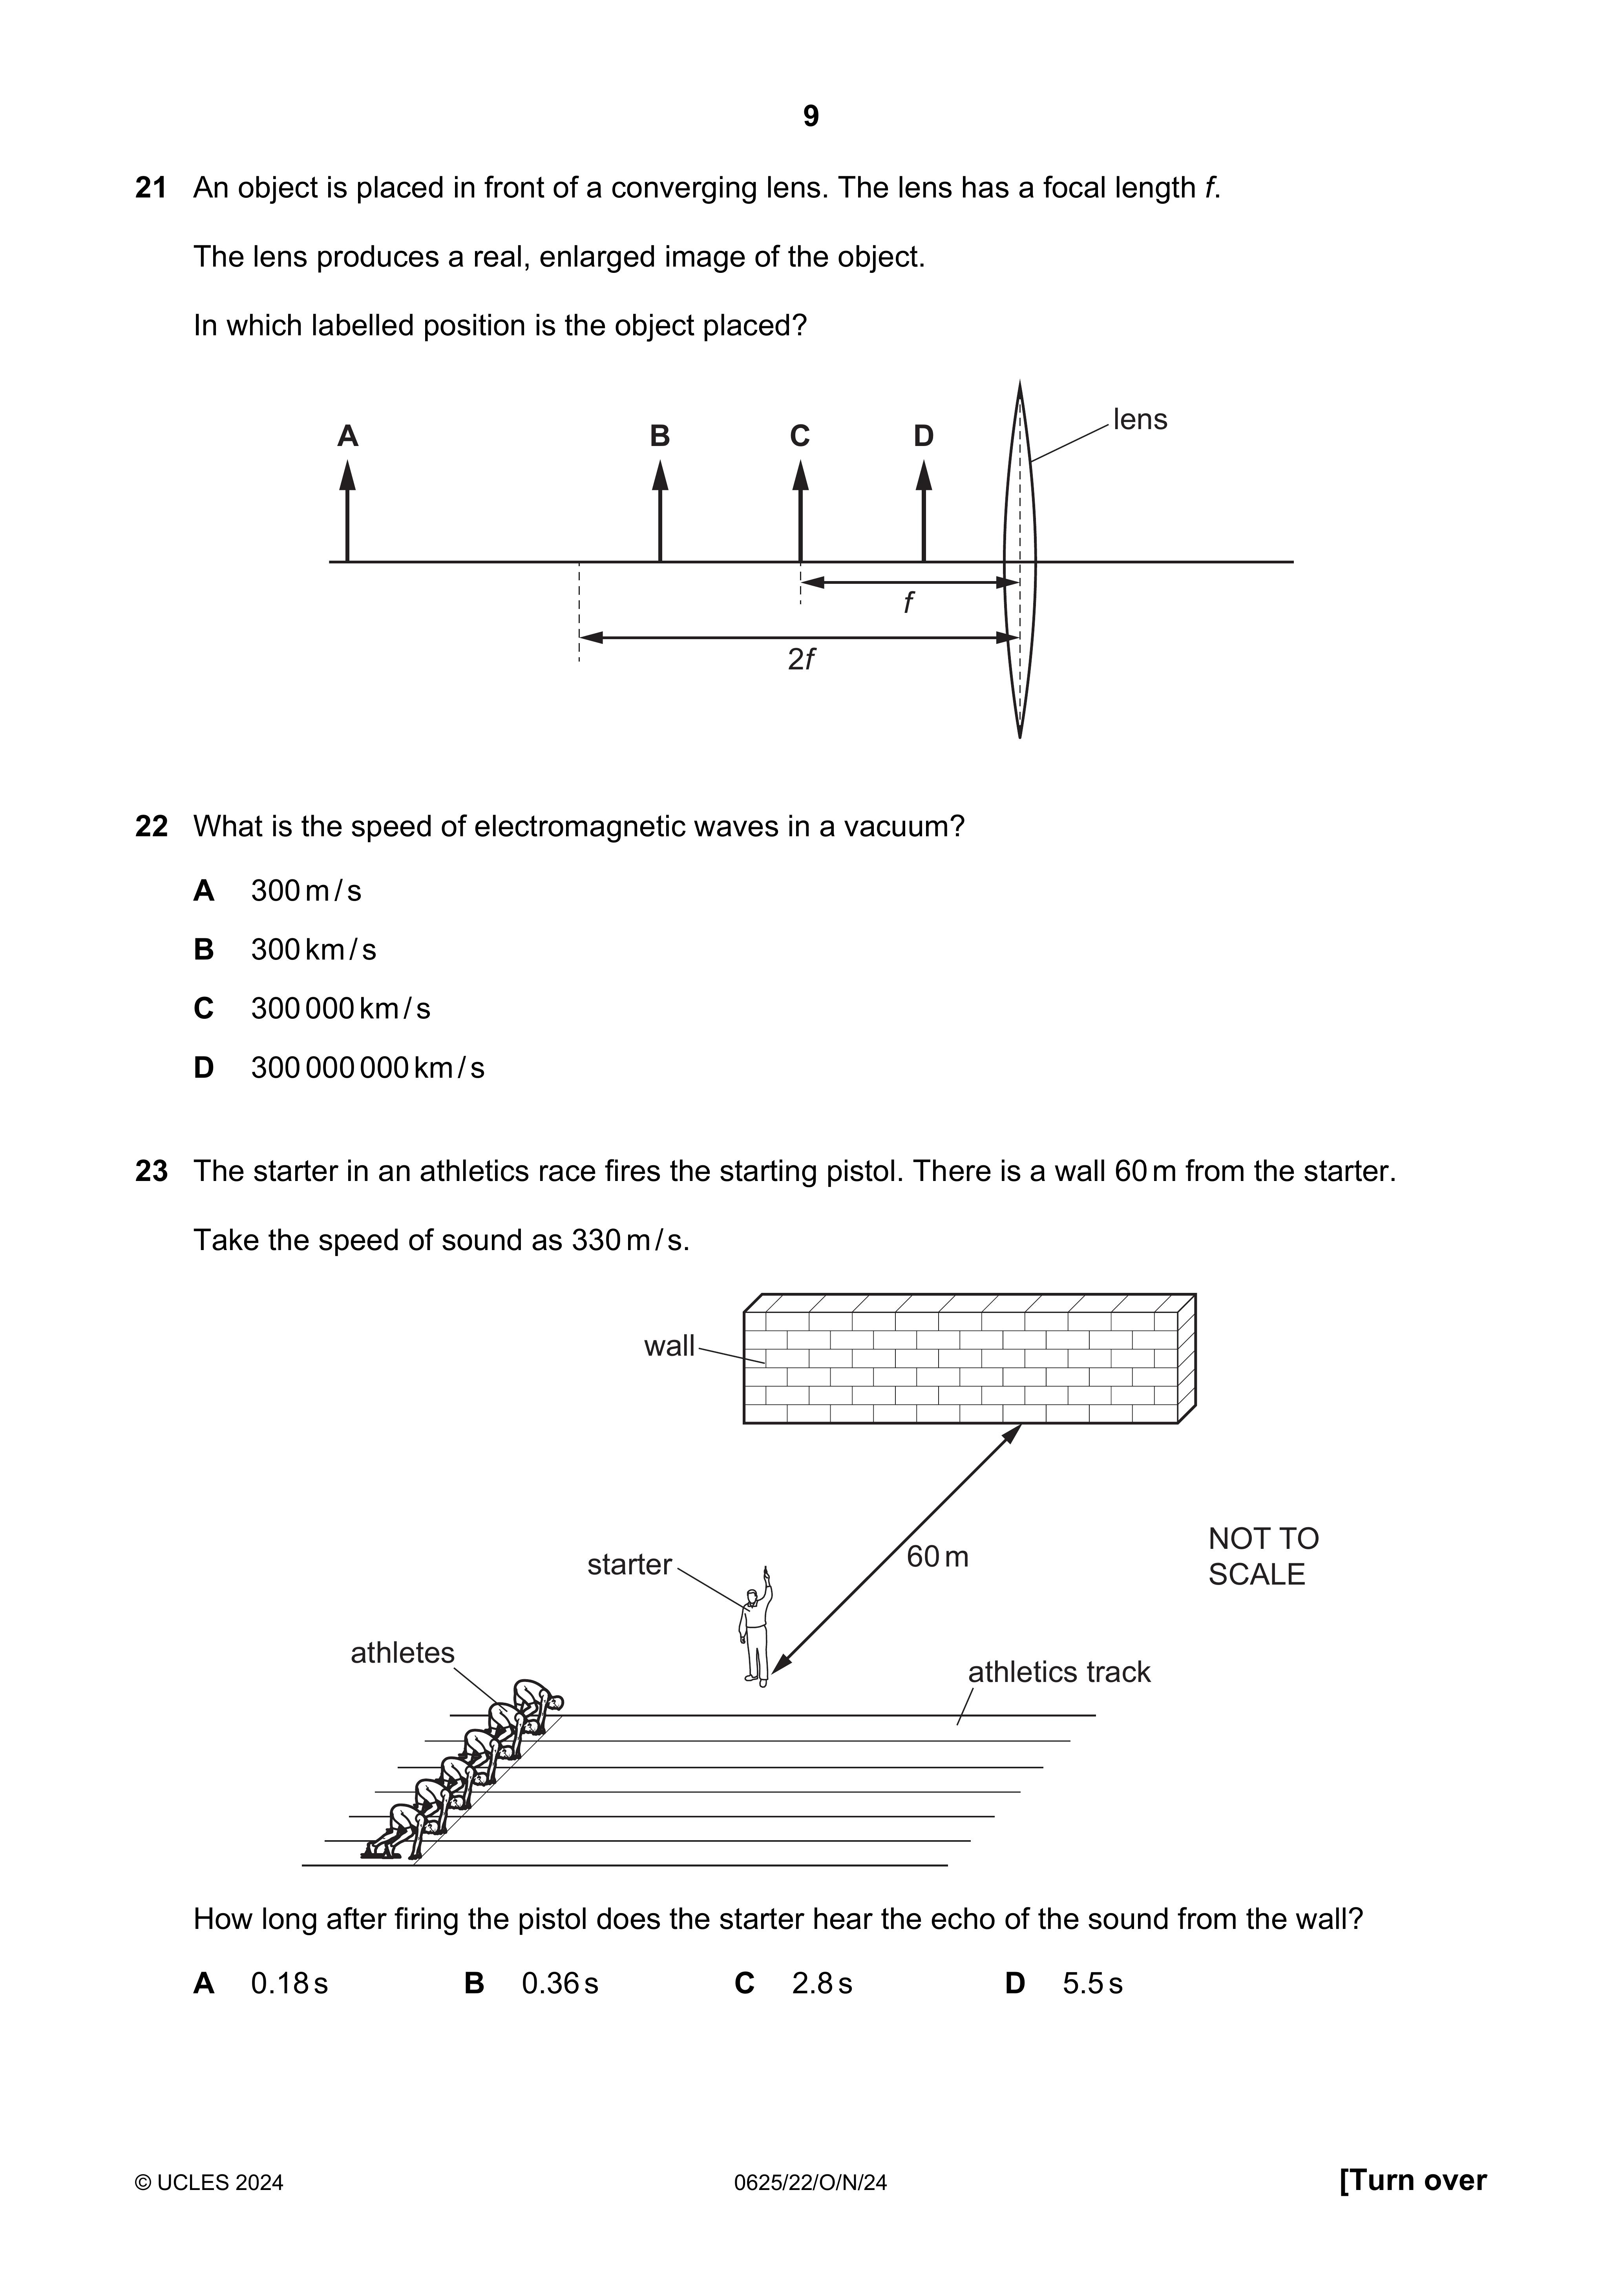 9
21 An object is placed in front of a converging lens. The lens has a focal length f.
The lens produces a real, enlarged image of the object.
In which labelled position is the object placed?
A B C D lens
f
2f
22 What is the speed of electromagnetic waves in a vacuum?
A 300 m / s
B 300 km / s
C 300 000 km / s
D 300 000 000 km / s
23 The starter in an athletics race fires the starting pistol. There is a wall 60 m from the starter.
Take the speed of sound as 330 m / s.
wall
NOT TO
SCALE
60 m
starter
athletes
athletics track
How long after firing the pistol does the starter hear the echo of the sound from the wall?
A 0.18 s B 0.36 s C 2.8 s D 5.5 s
© UCLES 2024 0625/22/O/N/24 [Turn over